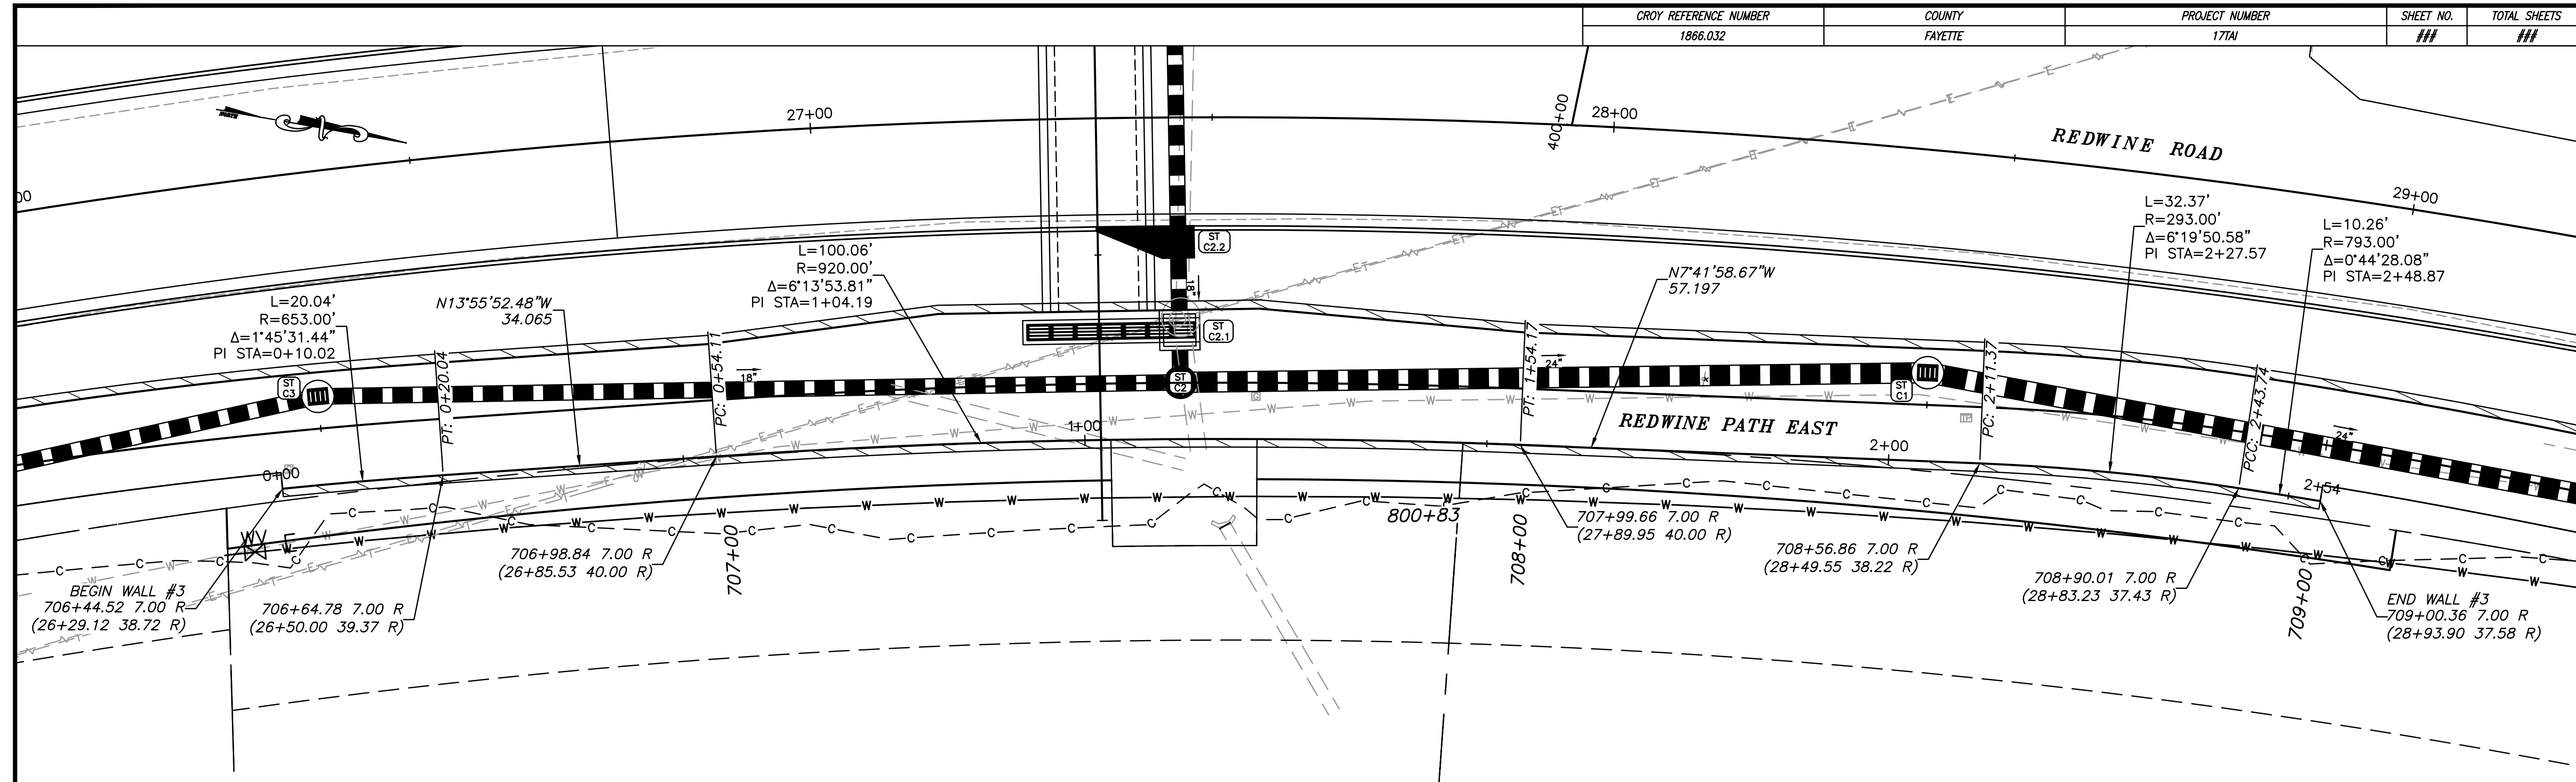 CROY REFERENCE NUMBER
COUNTY
PROJECT NUMBER
SHEET NO.
TOTAL SHEETS
1866.032
FAYETTE
17TAI
###
###
NORTH
27+00
400+00
28+00
REDWINE ROAD
29+00
00
L=20.04'
R=653.00'
Δ=1°45'31.44"
PI STA=0+10.02
N13°55'52.48"W
34.065
L=100.06'
R=920.00'
Δ=6°13'53.81"
PI STA=1+04.19
ST
C2.2
18"
ST
C2.1
N7°41'58.67"W
57.197
L=32.37'
R=293.00'
Δ=6°19'50.58"
PI STA=2+27.57
L=10.26'
R=793.00'
Δ=0°44'28.08"
PI STA=2+48.87
ST
C3
PT: 0+20.04
PC: 0+54.11
18"
ST
C2
PT: 1+54.17
24"
ST
C1
PC: 2+11.37
PCC: 2+43.74
24"
REDWINE PATH EAST
0+00
1+00
2+00
2+54
WV
TP
G
BEGIN WALL #3
706+44.52 7.00 R
(26+29.12 38.72 R)
706+64.78 7.00 R
(26+50.00 39.37 R)
706+98.84 7.00 R
(26+85.53 40.00 R)
707+00
800+83
708+00
707+99.66 7.00 R
(27+89.95 40.00 R)
708+56.86 7.00 R
(28+49.55 38.22 R)
708+90.01 7.00 R
(28+83.23 37.43 R)
709+00
END WALL #3
709+00.36 7.00 R
(28+93.90 37.58 R)